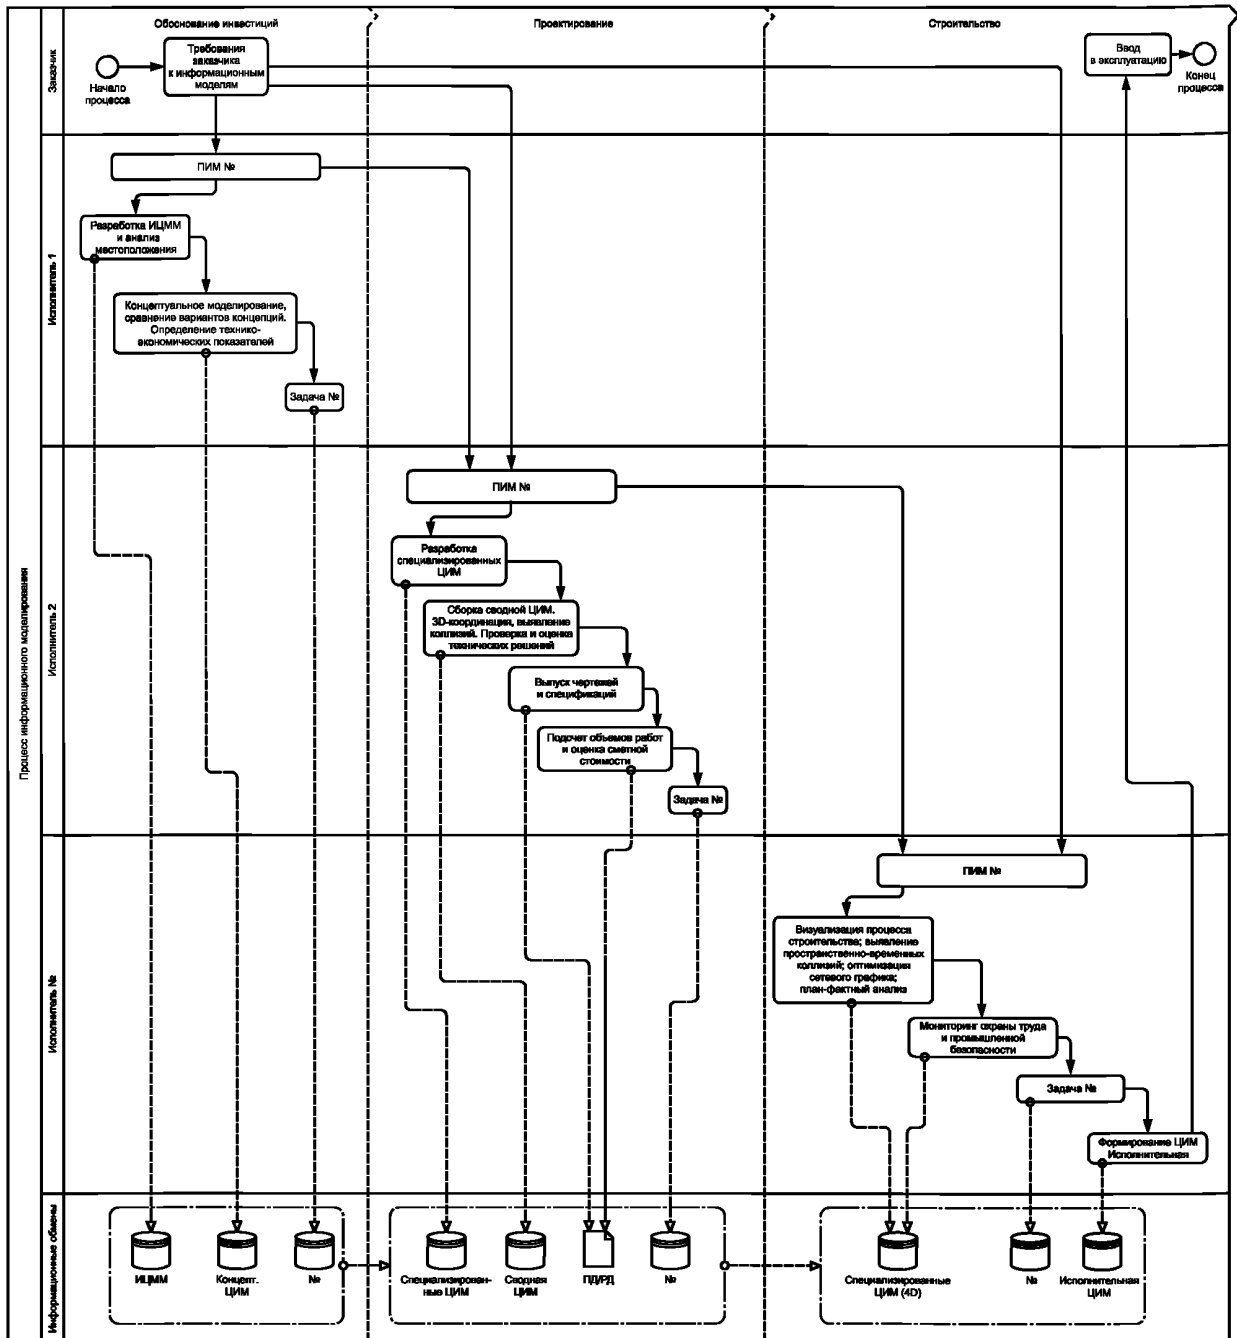 Обоснование инвестиций
Проектирование
Строительство
Процесс информационного моделирования
Заказчик
Начало
процесса
Требования
заказчика
к информационным
моделям
Ввод
в эксплуатацию
Конец
процесса
Исполнитель 1
ПИМ №
Разработка ИЦММ
и анализ
местоположения
Концептуальное моделирование,
сравнение вариантов концепций.
Определение технико-
экономических показателей
Задача №
Исполнитель 2
ПИМ №
Разработка
специализированных
ЦИМ
Сборка сводной ЦИМ.
3D-координация, выявление
коллизий. Проверка и оценка
технических решений
Выпуск чертежей
и спецификаций
Подсчет объемов работ
и оценка сметной
стоимости
Задача №
Исполнитель №
ПИМ №
Визуализация процесса
строительства; выявление
пространственно-временных
коллизий; оптимизация
сетевого графика;
план-фактный анализ
Мониторинг охраны труда
и промышленной
безопасности
Задача №
Формирование ЦИМ
Исполнительная
Информационные обмены
ИЦММ
Концепт.
ЦИМ
№
Специализирован-
ные ЦИМ
Сводная
ЦИМ
ПД/РД
№
Специализированные
ЦИМ (4D)
№
Исполнительная
ЦИМ